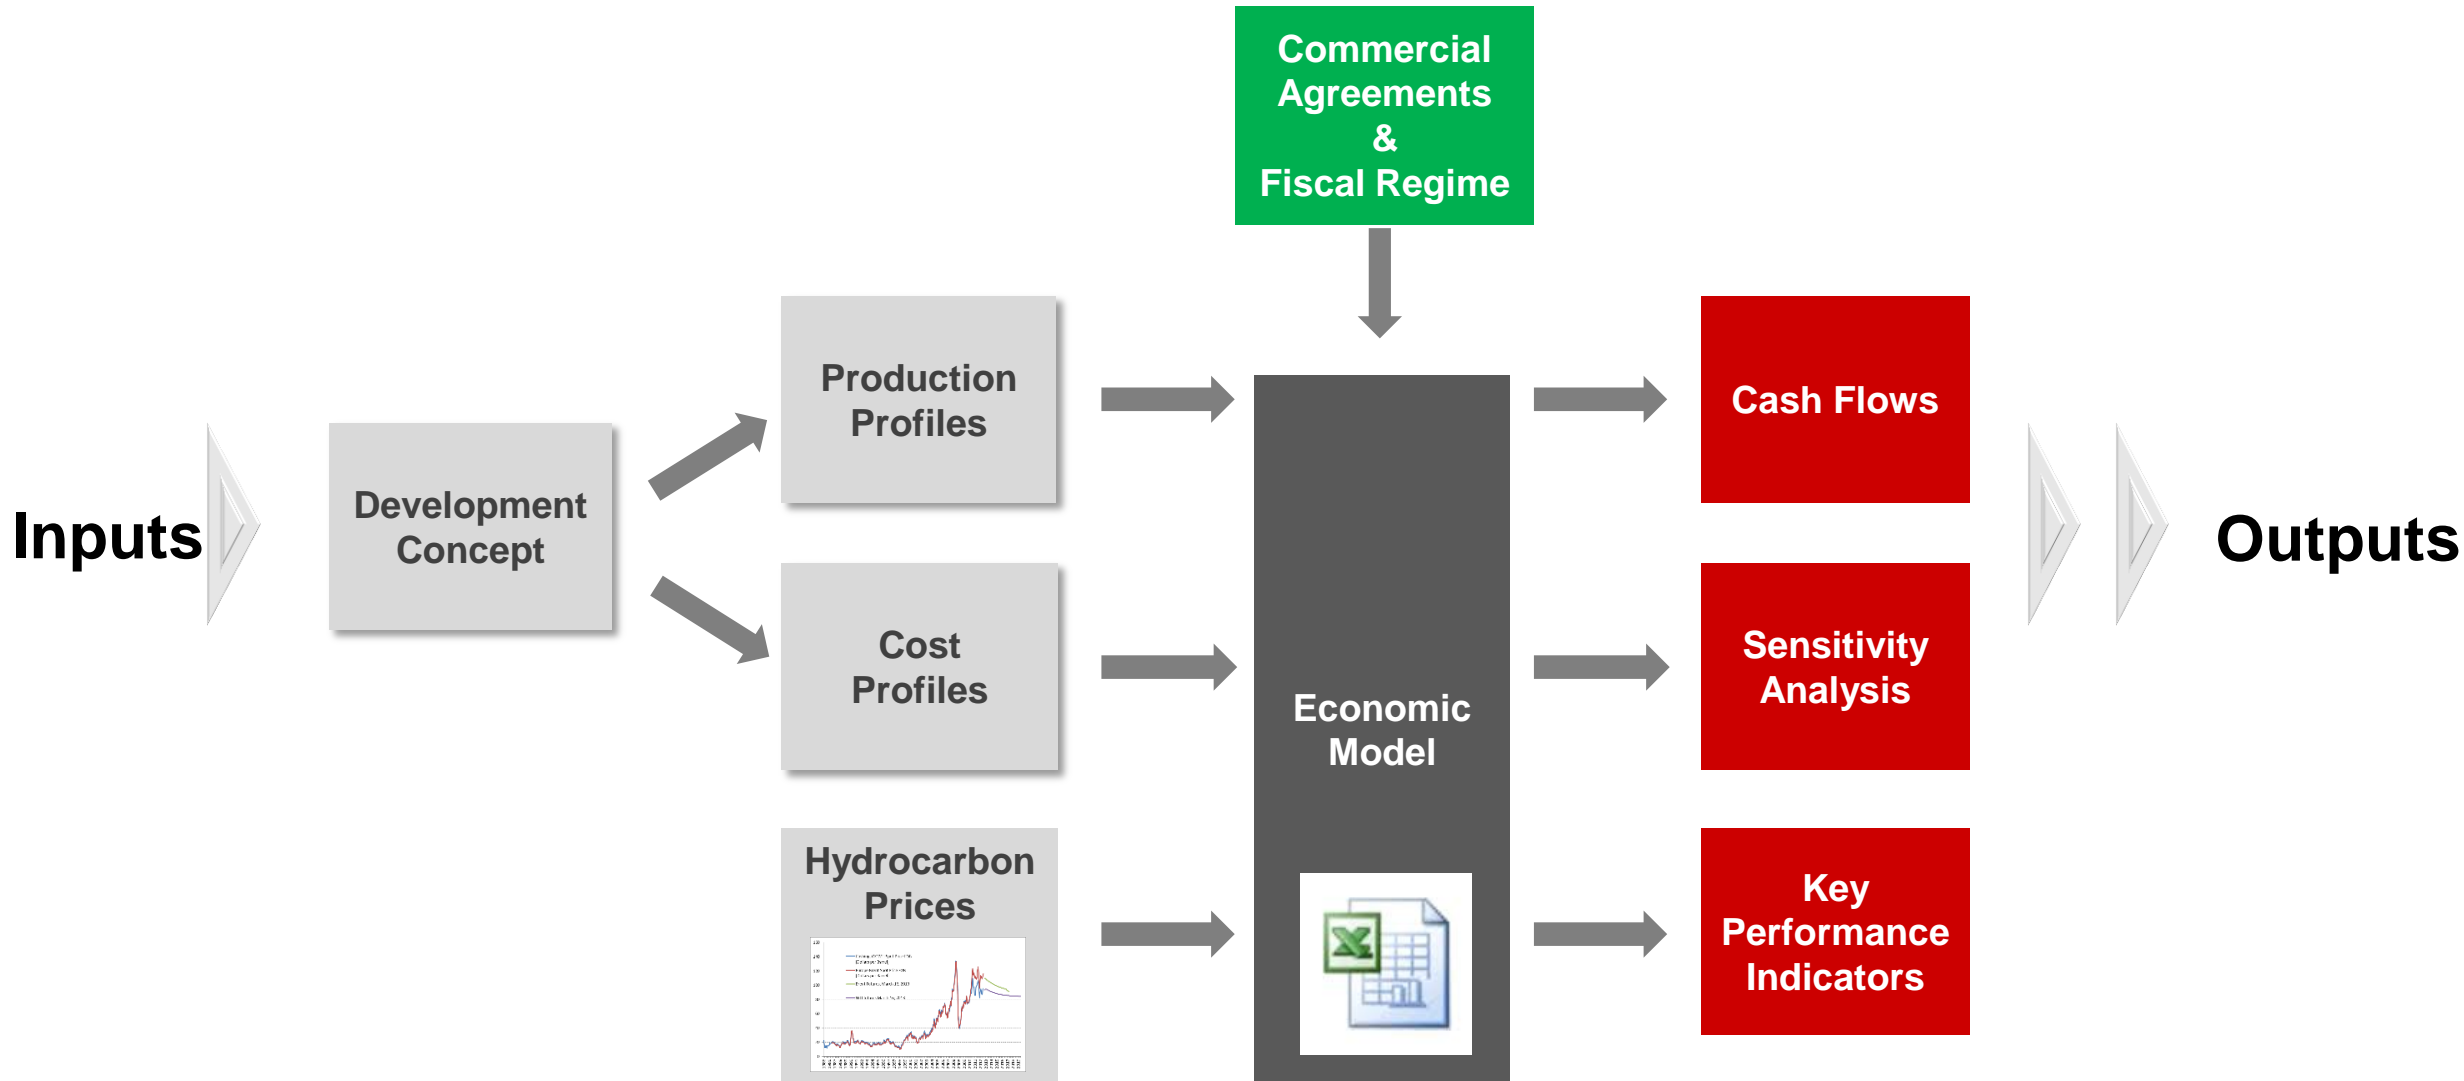 Commercial
Agreements
&
Fiscal Regime
Inputs
Development
Concept
Production
Profiles
Cost
Profiles
Hydrocarbon
Prices
Economic
Model
Cash Flows
Sensitivity
Analysis
Key
Performance
Indicators
Outputs